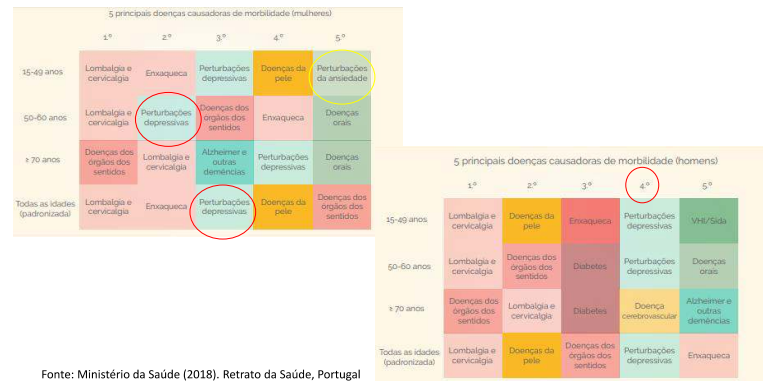 5 principais doenças causadoras de morbilidade (mulheres)
1.º 2.º 3.º 4.º 5.º
15-49 anos
Lombalgia e
cervicalgia
Enxaqueca
Perturbações
depressivas
Doenças da
pele
Perturbações
da ansiedade
50-60 anos
Lombalgia e
cervicalgia
Perturbações
depressivas
Doenças dos
órgãos dos
sentidos
Enxaqueca
Doenças
orais
≥ 70 anos
Doenças dos
órgãos dos
sentidos
Lombalgia e
cervicalgia
Alzheimer e
outras
demências
Perturbações
depressivas
Doenças
orais
Todas as idades
(padronizada)
Lombalgia e
cervicalgia
Enxaqueca
Perturbações
depressivas
Doenças da
pele
Doenças dos
órgãos dos
sentidos
5 principais doenças causadoras de morbilidade (homens)
1.º 2.º 3.º 4.º 5.º
15-49 anos
Lombalgia e
cervicalgia
Doenças da
pele
Enxaqueca
Perturbações
depressivas
VHI/Sida
50-60 anos
Lombalgia e
cervicalgia
Doenças dos
órgãos dos
sentidos
Diabetes
Perturbações
depressivas
Doenças
orais
≥ 70 anos
Doenças dos
órgãos dos
sentidos
Lombalgia e
cervicalgia
Diabetes
Doença
cerebrovascular
Alzheimer e
outras
demências
Todas as idades
(padronizada)
Lombalgia e
cervicalgia
Doenças da
pele
Doenças dos
órgãos dos
sentidos
Perturbações
depressivas
Enxaqueca
Fonte: Ministério da Saúde (2018). Retrato da Saúde, Portugal